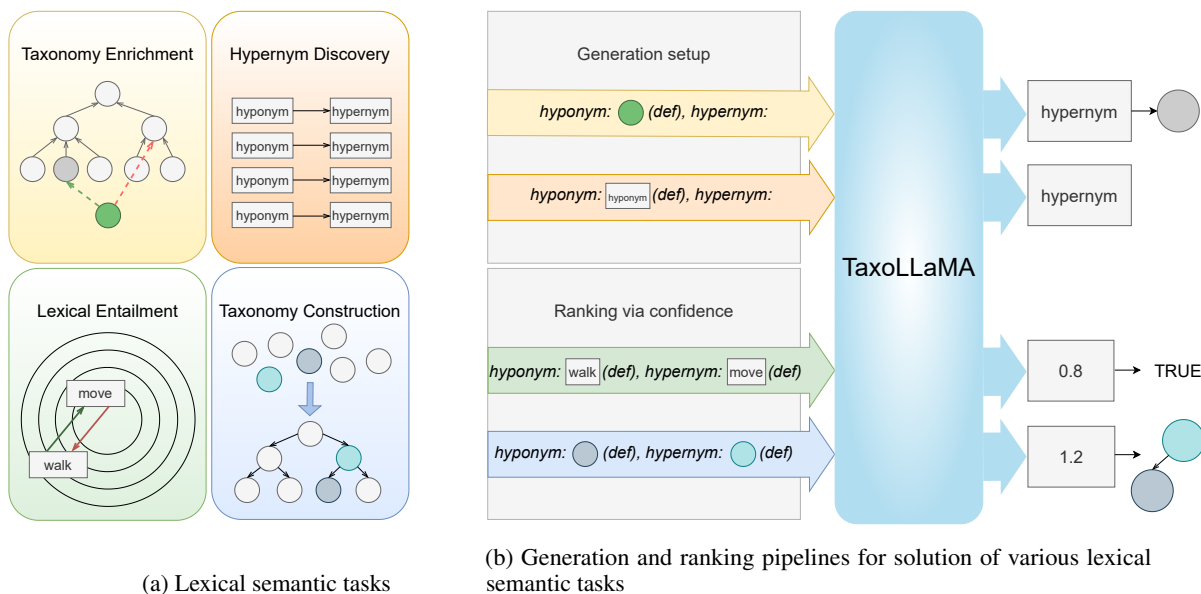 Taxonomy Enrichment
Hypernym Discovery
hyponym
hypernym
hyponym
hypernym
hyponym
hypernym
hyponym
hypernym
Lexical Entailment
move
walk
Taxonomy Construction
(a) Lexical semantic tasks
Generation setup
hyponym: (def), hypernym:
hyponym: hyponym (def), hypernym:
Ranking via confidence
hyponym: walk (def), hypernym: move (def)
hyponym: (def), hypernym: (def)
TaxoLLaMA
hypernym
hypernym
0.8
TRUE
1.2
(b) Generation and ranking pipelines for solution of various lexical
semantic tasks